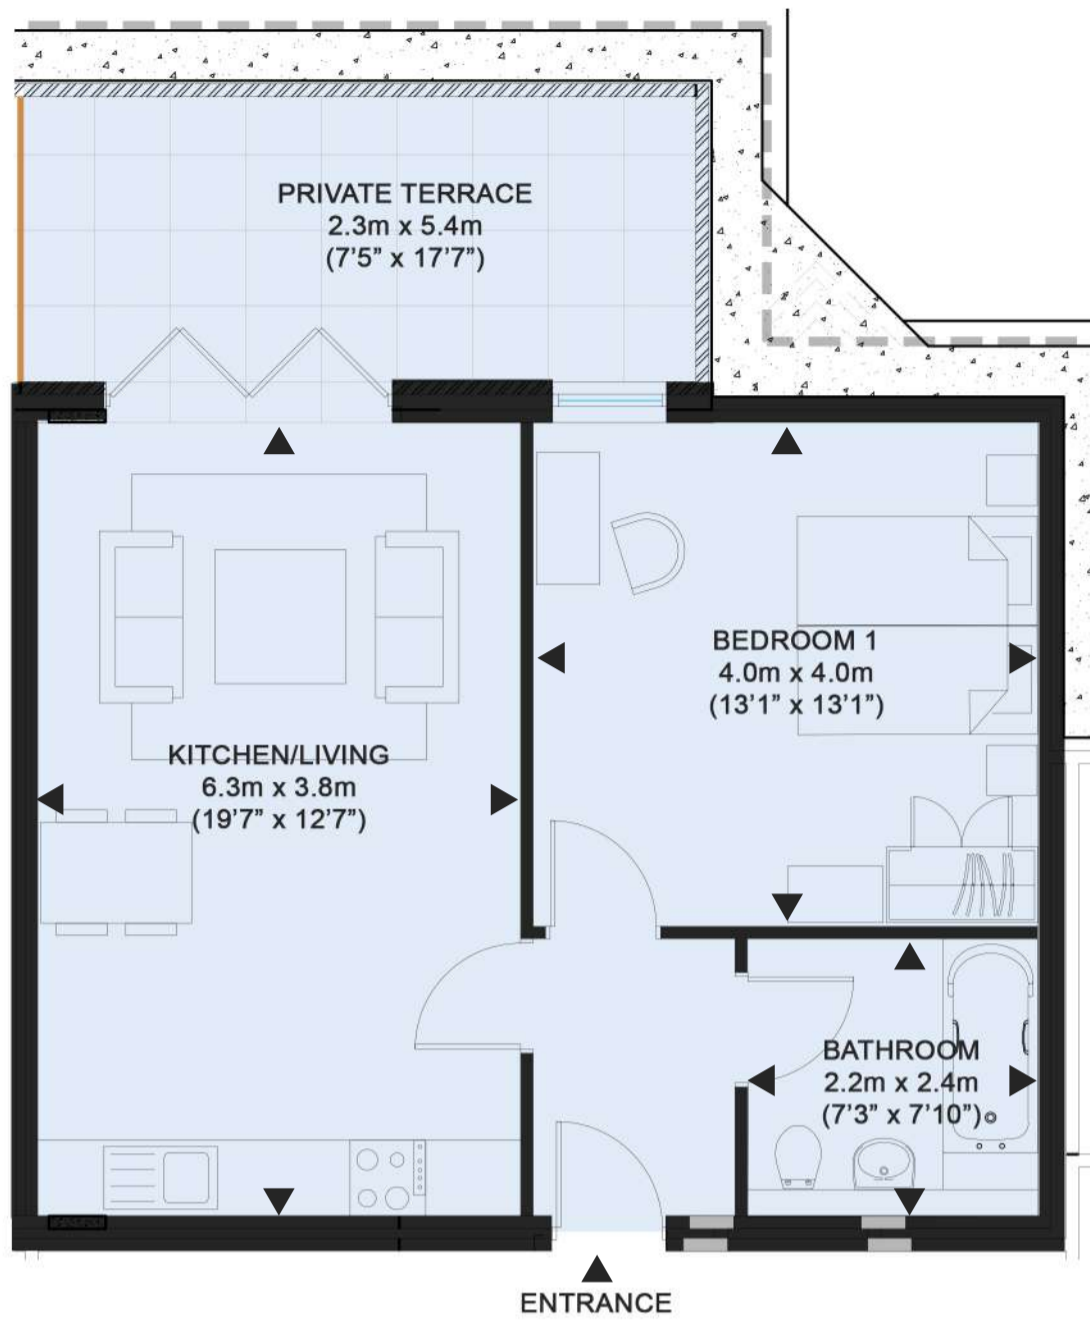 PRIVATE TERRACE
2.3m x 5.4m
(7’5” x 17’7”)
BEDROOM 1
4.0m x 4.0m
(13’1” x 13’1”)
KITCHEN/LIVING
6.3m x 3.8m
(19’7” x 12’7”)
BATHROOM
2.2m x 2.4m
(7’3” x 7’10”)
ENTRANCE